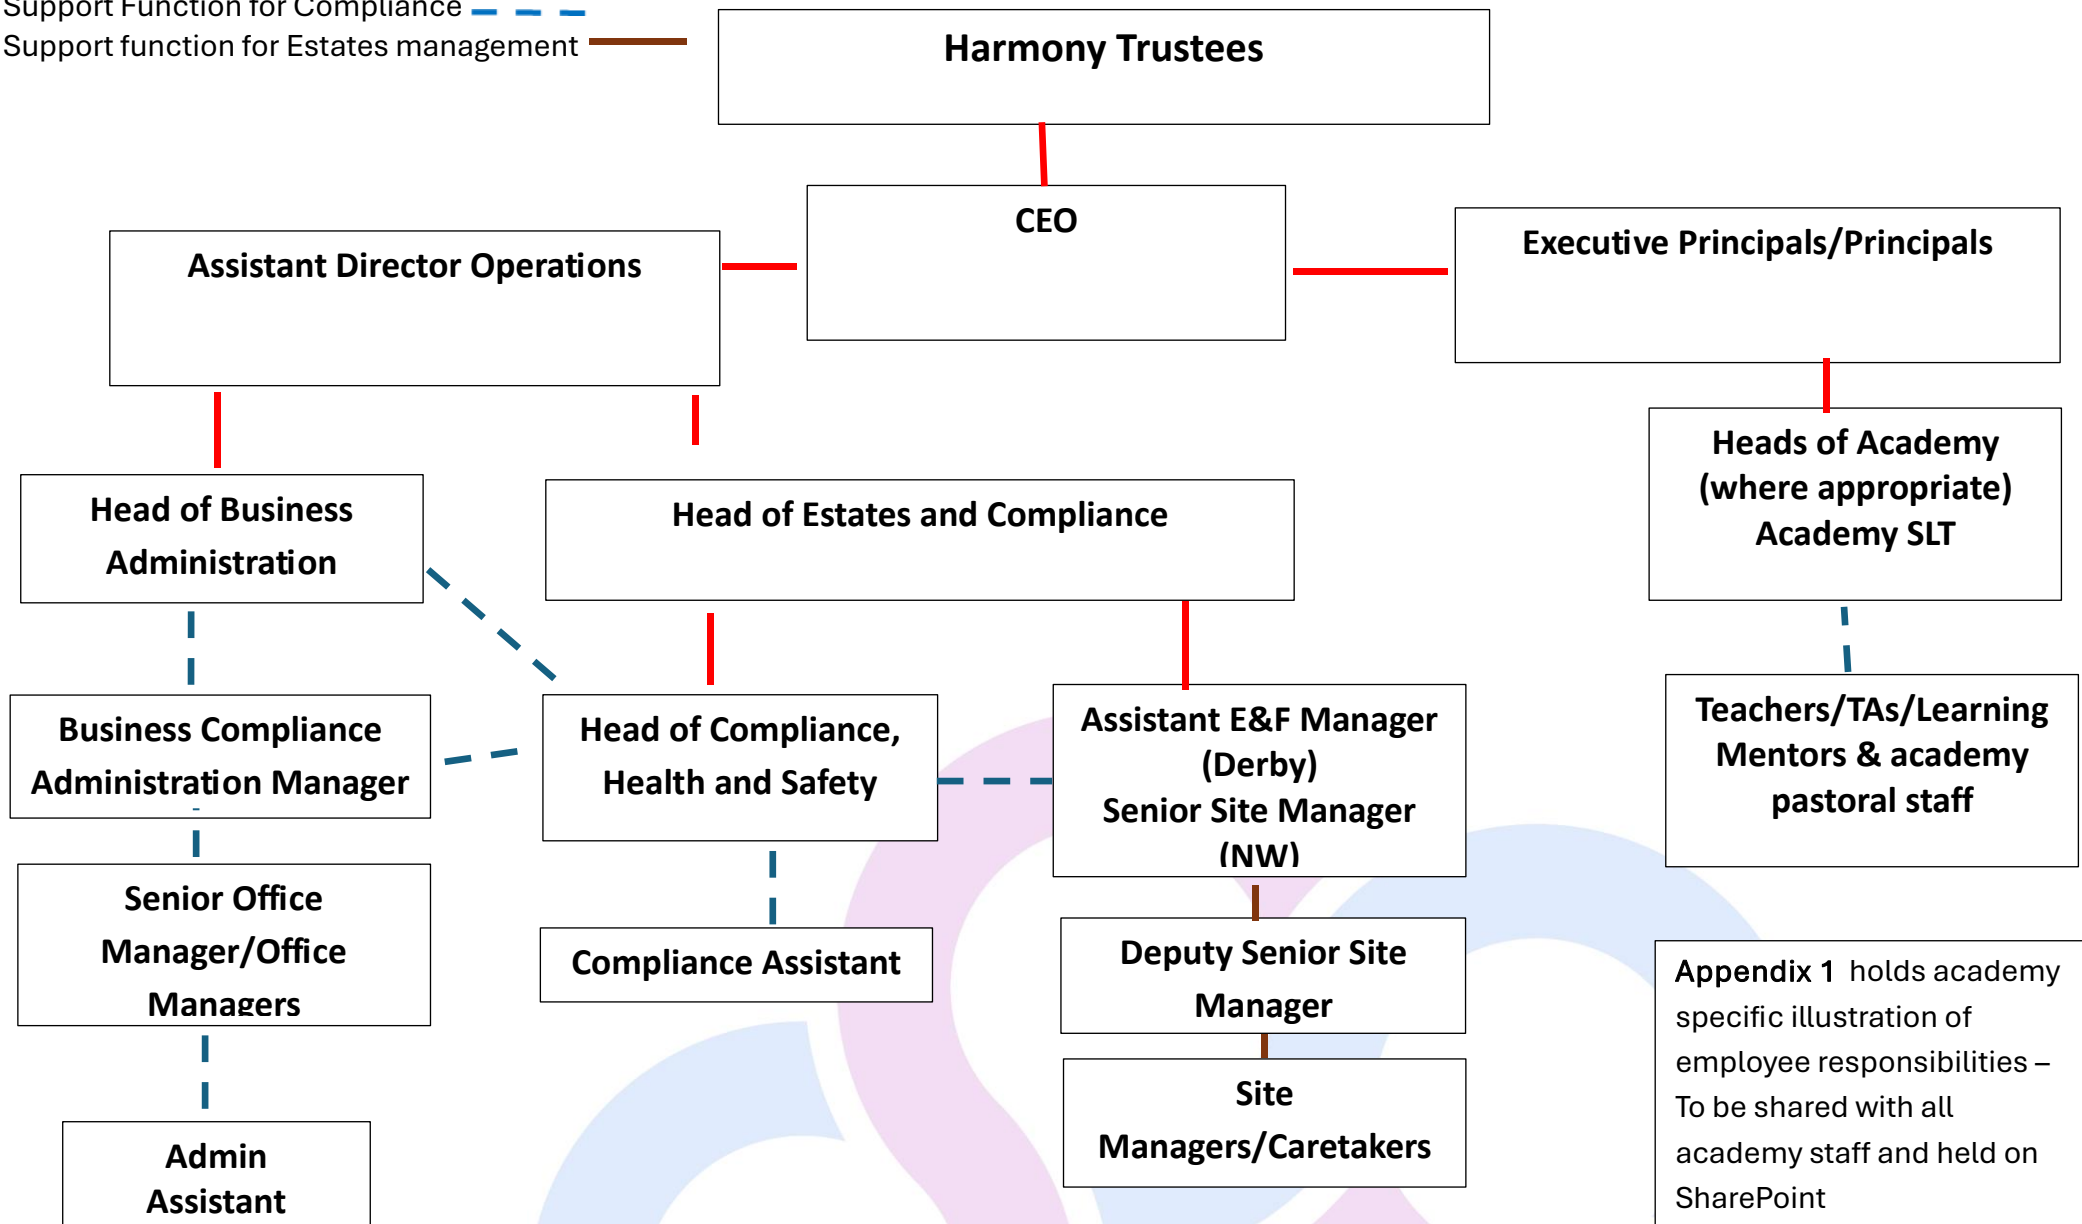 Support Function for Compliance
Support function for Estates management
Harmony Trustees
CEO
Assistant Director Operations
Executive Principals/Principals
Head of Business
Administration
Head of Estates and Compliance
Heads of Academy
(where appropriate)
Academy SLT
Business Compliance
Administration Manager
Head of Compliance,
Health and Safety
Assistant E&F Manager
(Derby)
Senior Site Manager
(NW)
Teachers/TAs/Learning
Mentors & academy
pastoral staff
Senior Office
Manager/Office
Managers
Compliance Assistant
Deputy Senior Site
Manager
Site
Managers/Caretakers
Admin
Assistant
Appendix 1 holds academy
specific illustration of
employee responsibilities –
To be shared with all
academy staff and held on
SharePoint